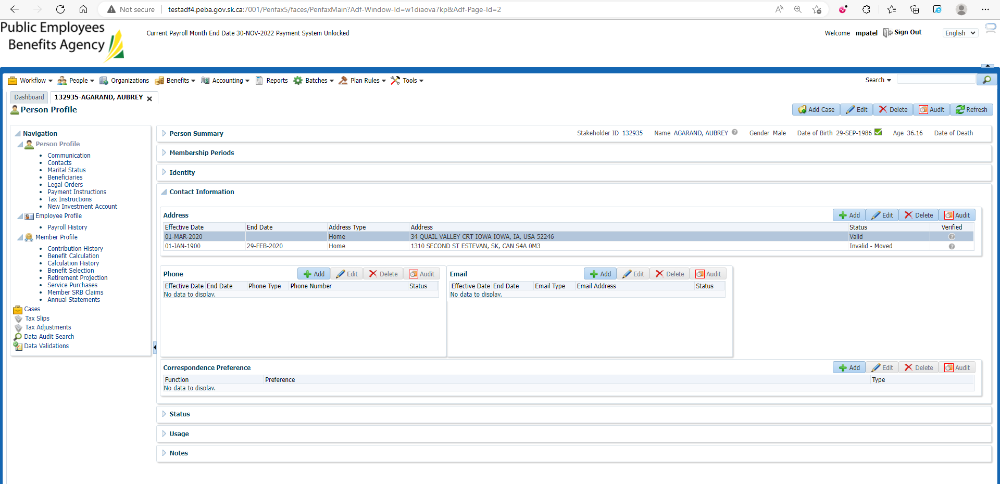 Not secure | testadf4.peba.gov.sk.ca:7001/Penfax5/faces/PenfaxMain?Adf-Window-Id=w1diaova7kp&Adf-Page-Id=2
Public Employees
Benefits Agency
Current Payroll Month End Date 30-NOV-2022 Payment System Unlocked
Welcome mpatel Sign Out English
Workflow People Organizations Benefits Accounting Reports Batches Plan Rules Tools Search
Dashboard 132935-AGARAND, AUBREY
Person Profile
Add Case Edit Delete Audit Refresh
Navigation
Person Profile
Communication
Contacts
Marital Status
Beneficiaries
Legal Orders
Payment Instructions
Tax Instructions
New Investment Account
Employee Profile
Payroll History
Member Profile
Contribution History
Benefit Calculation
Calculation History
Benefit Selection
Retirement Projection
Service Purchases
Member SRB Claims
Annual Statements
Cases
Tax Slips
Tax Adjustments
Data Audit Search
Data Validations
Person Summary Stakeholder ID 132935 Name AGARAND, AUBREY Gender Male Date of Birth 29-SEP-1986 Age 36.16 Date of Death
Membership Periods
Identity
Contact Information
Address Add Edit Delete Audit
Effective Date End Date Address Type Address Status Verified
01-MAR-2020 Home 34 QUAIL VALLEY CRT IOWA IOWA, IA, USA 52246 Valid
01-JAN-1900 29-FEB-2020 Home 1310 SECOND ST ESTEVAN, SK, CAN S4A 0M3 Invalid - Moved
Phone Add Edit Delete Audit
Effective Date End Date Phone Type Phone Number Status
No data to display.
Email Add Edit Delete Audit
Effective Date End Date Email Type Email Address Status
No data to display.
Correspondence Preference Add Edit Delete Audit
Function Preference Type
No data to display.
Status
Usage
Notes